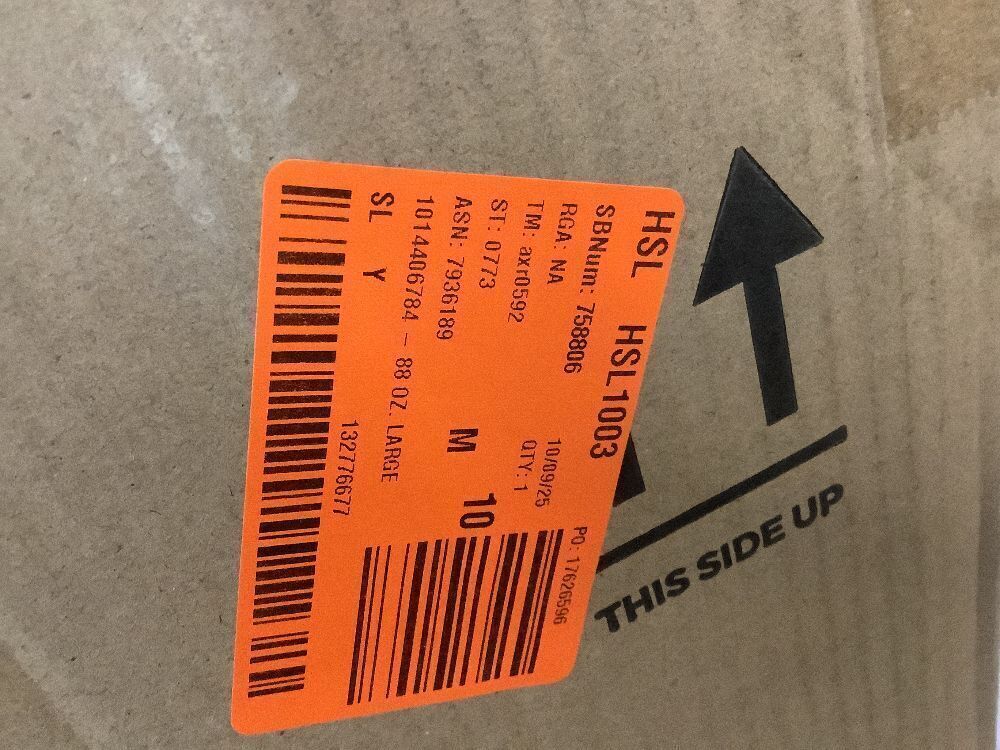 HSL HSL1003
SBNum: 758806
PO: 17626596
RGA: NA
10/09/25
TM: axr0592
QTY: 1
ST: 0773
10
ASN: 7936189
M
1014406784 - 88 OZ. LARGE
SL Y
132776677
THIS SIDE UP